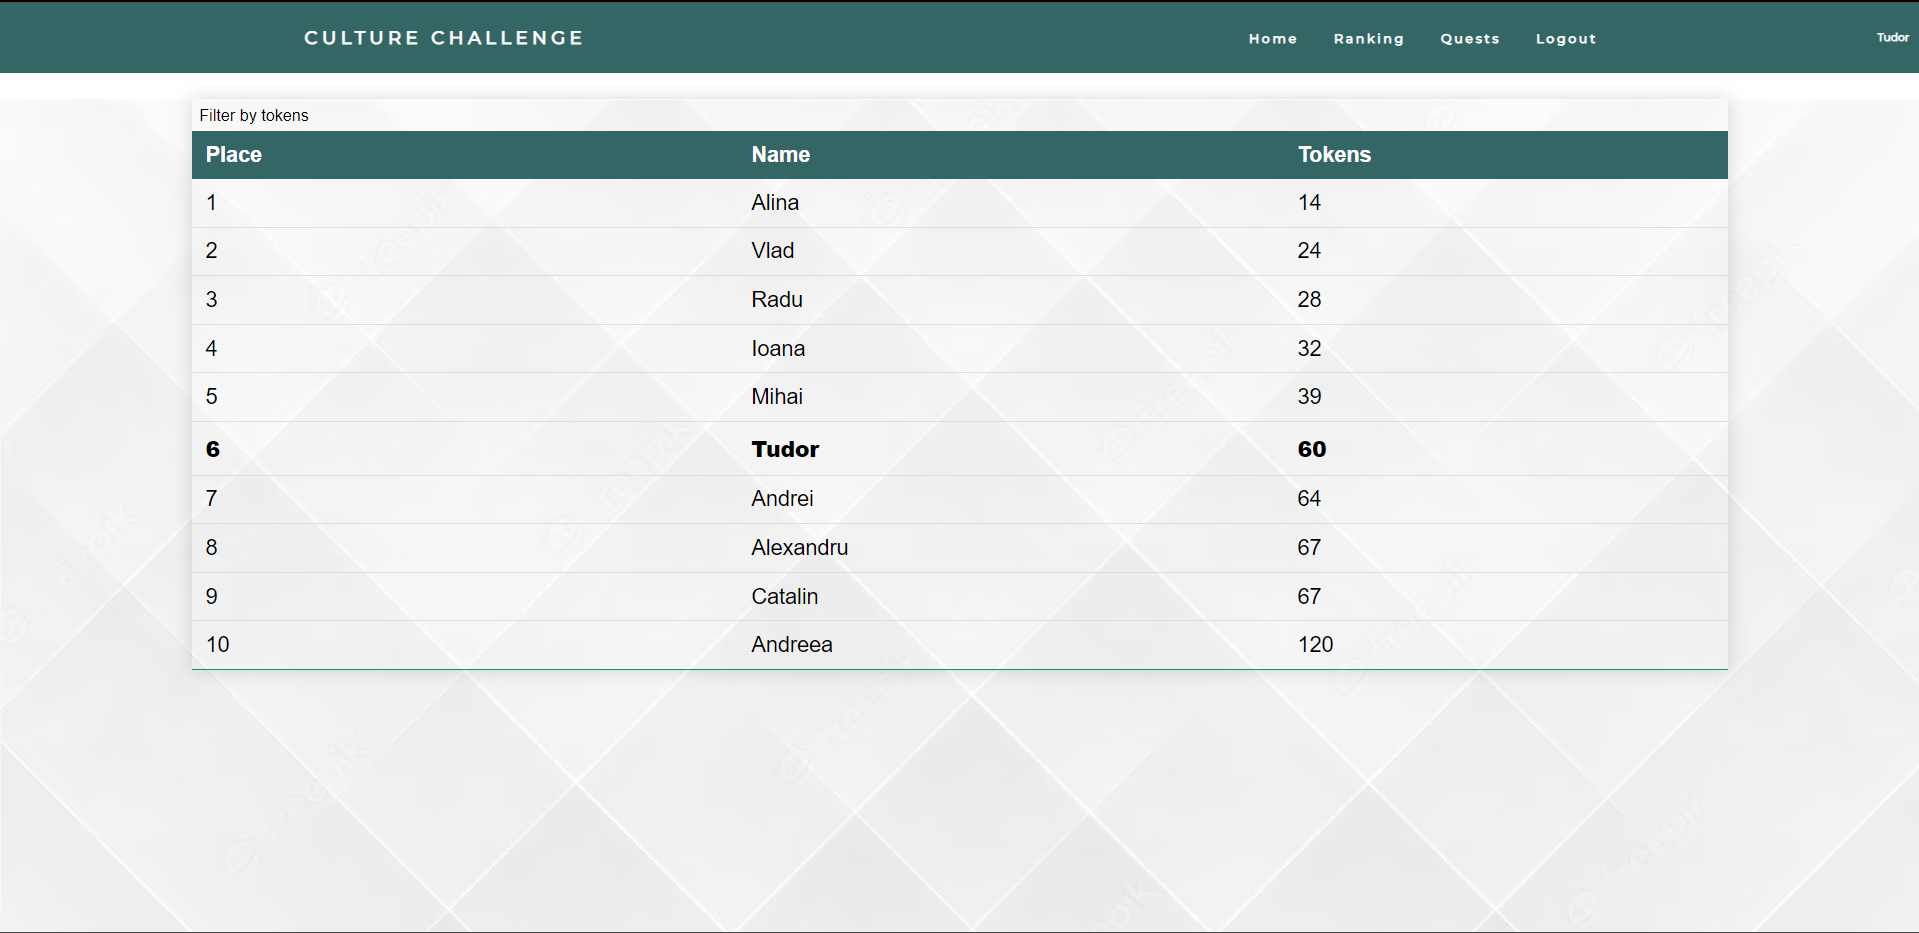 CULTURE CHALLENGE Home Ranking Quests Logout Tudor
Filter by tokens
Place Name Tokens
1 Alina 14
2 Vlad 24
3 Radu 28
4 Ioana 32
5 Mihai 39
6 Tudor 60
7 Andrei 64
8 Alexandru 67
9 Catalin 67
10 Andreea 120